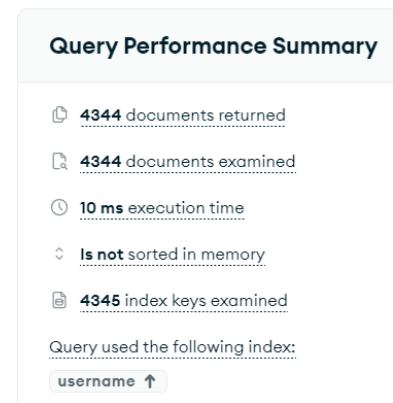 Query Performance Summary
4344 documents returned
4344 documents examined
10 ms execution time
Is not sorted in memory
4345 index keys examined
Query used the following index:
username ↑